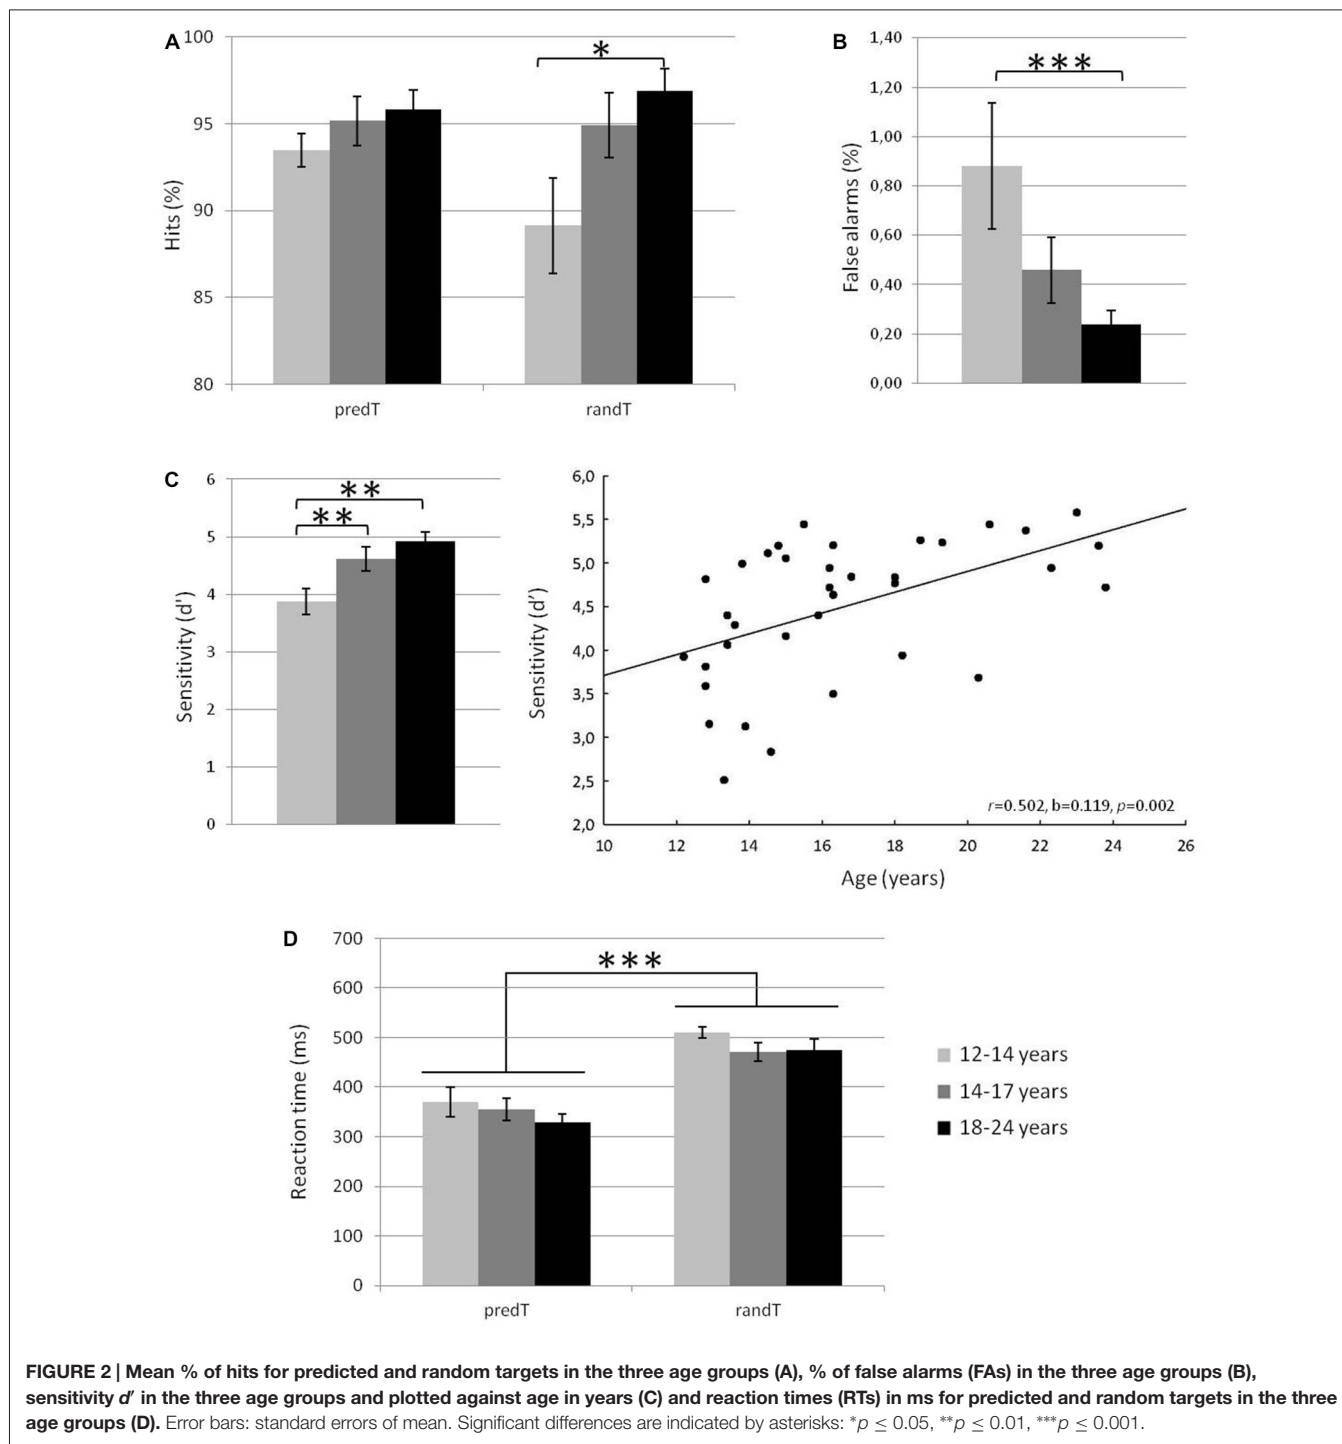 A
100
95
90
85
80
Hits (%)
*
predT
randT
B
1,40
1,20
1,00
0,80
0,60
0,40
0,20
0,00
False alarms (%)
***
C
6
5
4
3
2
1
0
Sensitivity (d')
**
**
6,0
5,5
5,0
4,5
4,0
3,5
3,0
2,5
2,0
Sensitivity (d′)
r=0.502, b=0.119, p=0.002
10 12 14 16 18 20 22 24 26
Age (years)
D
700
600
500
400
300
200
100
0
Reaction time (ms)
***
predT
randT
12-14 years
14-17 years
18-24 years
FIGURE 2 | Mean % of hits for predicted and random targets in the three age groups (A), % of false alarms (FAs) in the three age groups (B),
sensitivity d′ in the three age groups and plotted against age in years (C) and reaction times (RTs) in ms for predicted and random targets in the three
age groups (D). Error bars: standard errors of mean. Significant differences are indicated by asterisks: *p ≤ 0.05, **p ≤ 0.01, ***p ≤ 0.001.